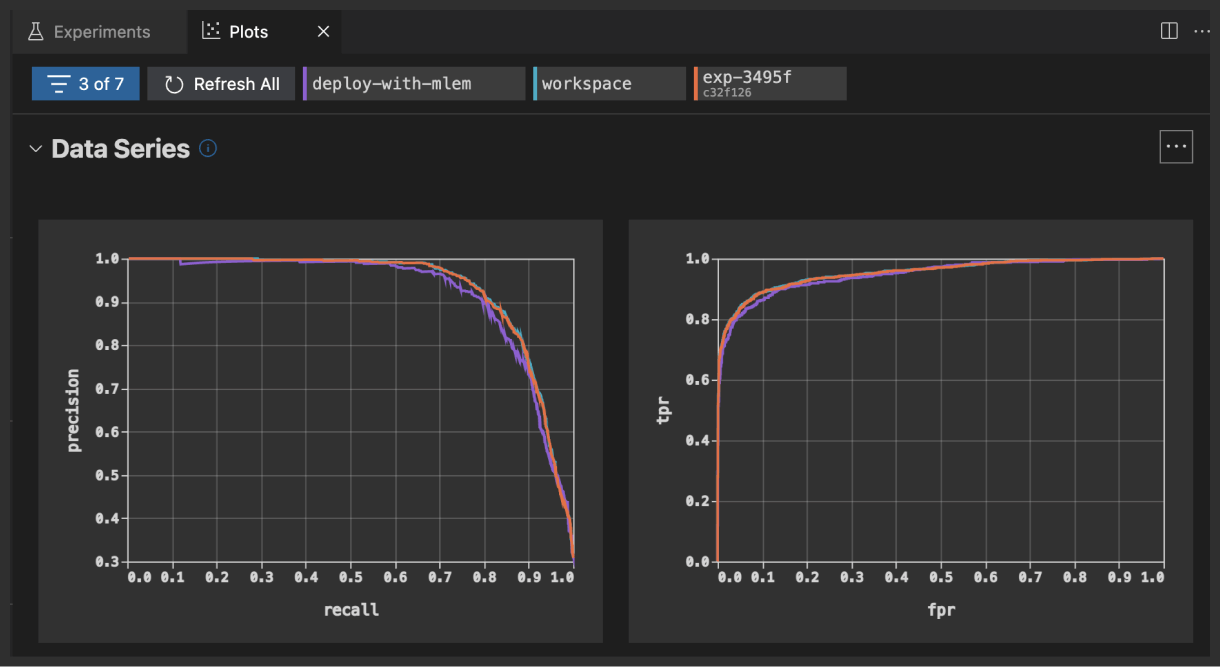 Experiments
Plots
3 of 7
Refresh All
deploy-with-mlem
workspace
exp-3495f
c32f126
Data Series
1.0
0.9
0.8
0.7
0.6
0.5
0.4
0.3
precision
0.0 0.1 0.2 0.3 0.4 0.5 0.6 0.7 0.8 0.9 1.0
recall
1.0
0.8
0.6
0.4
0.2
0.0
tpr
0.0 0.1 0.2 0.3 0.4 0.5 0.6 0.7 0.8 0.9 1.0
fpr